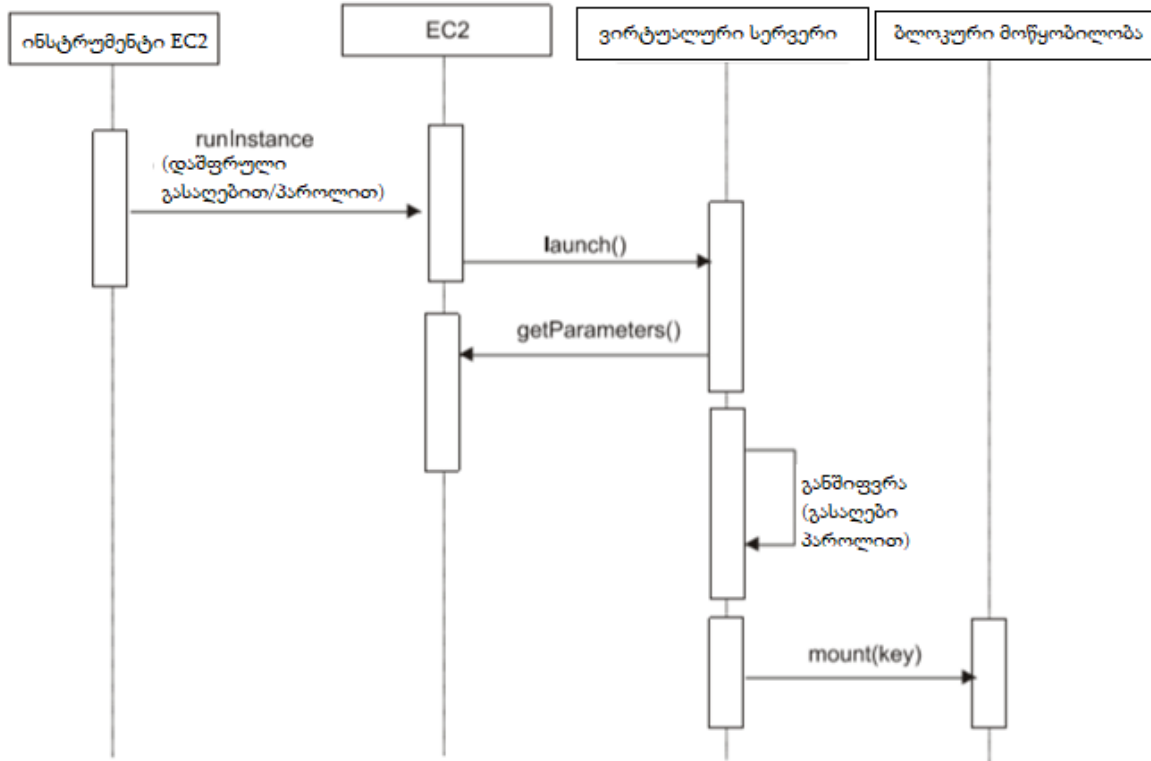 ინსტრუმენტი EC2
EC2
ვირტუალური სერვერი
ბლოკური მოწყობილობა
runInstance
(დაშფრული
გასაღებით/პაროლით)
launch()
getParameters()
განშიფვრა
(გასაღები
პაროლით)
mount(key)